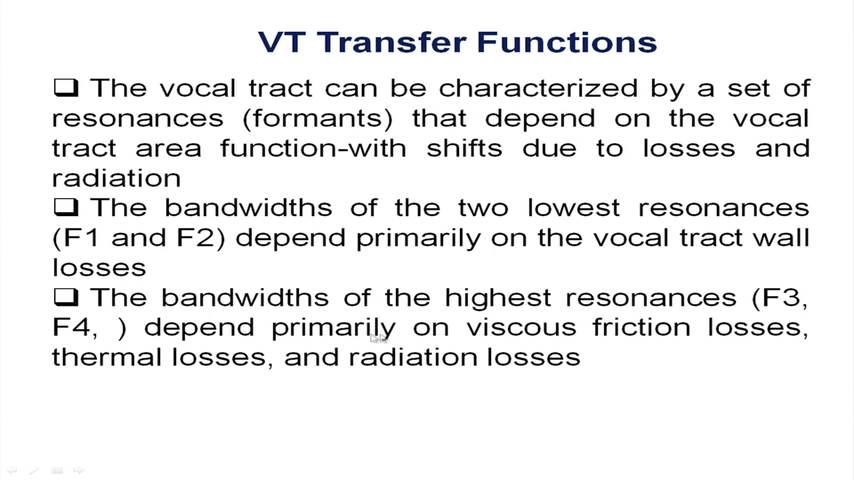 VT Transfer Functions
❑ The vocal tract can be characterized by a set of
resonances (formants) that depend on the vocal
tract area function-with shifts due to losses and
radiation
❑ The bandwidths of the two lowest resonances
(F1 and F2) depend primarily on the vocal tract wall
losses
❑ The bandwidths of the highest resonances (F3,
F4, ) depend primarily on viscous friction losses,
thermal losses, and radiation losses